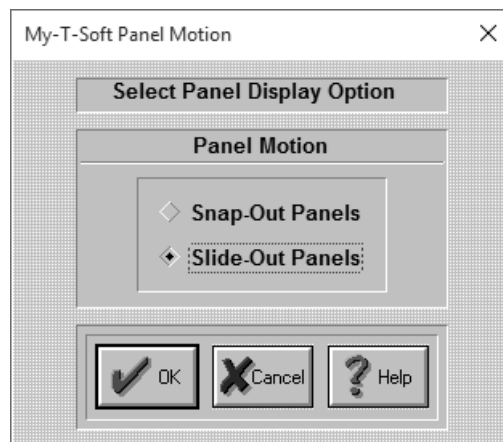 My-T-Soft Panel Motion
Select Panel Display Option
Panel Motion
Snap-Out Panels
Slide-Out Panels
OK Cancel Help